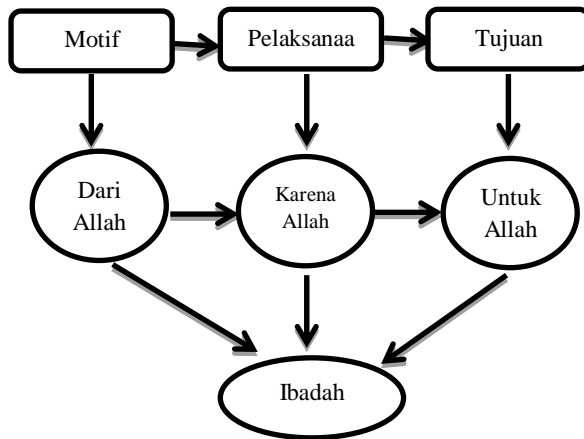 Motif
Pelaksanaa
Tujuan
Dari
Allah
Karena
Allah
Untuk
Allah
Ibadah